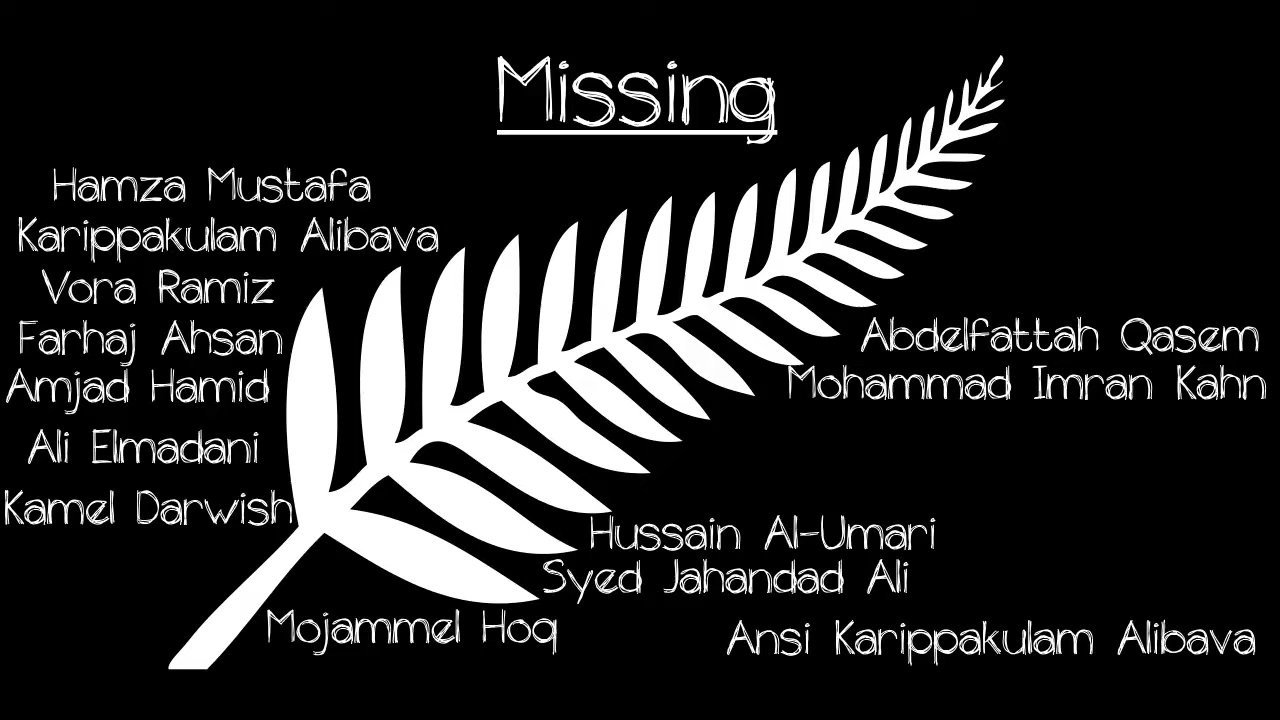 Missing
Hamza Mustafa
Karippakulam Alibava
Vora Ramiz
Farhaj Ahsan
Amjad Hamid
Ali Elmadani
Kamel Darwish
Abdelfattah Qasem
Mohammad Imran Kahn
Hussain Al-Umari
Syed Jahandad Ali
Mojammel Hoq
Ansi Karippakulam Alibava